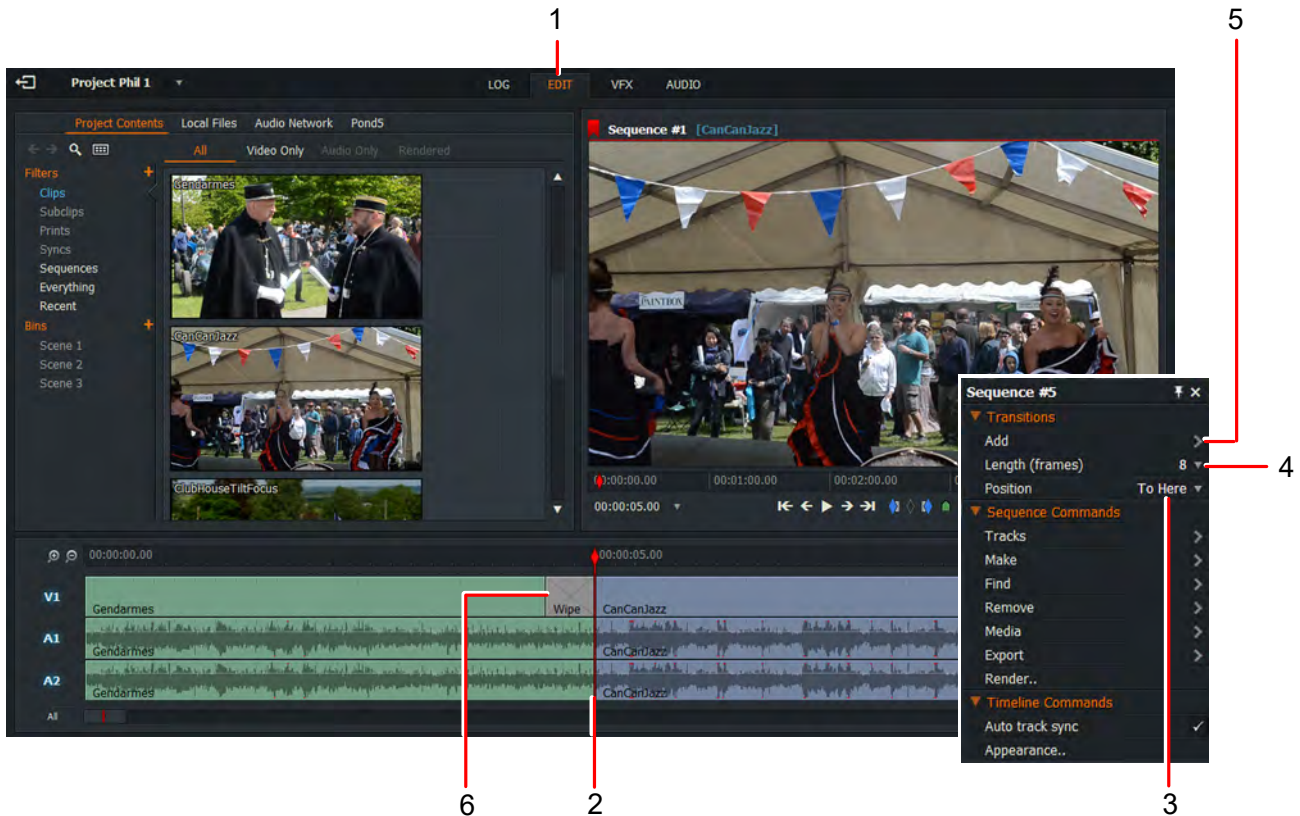 1
5
Project Phil 1
LOG EDIT VFX AUDIO
Project Contents Local Files Audio Network Pond5
All Video Only Audio Only Rendered
Filters +
Clips
Subclips
Prints
Syncs
Sequences
Everything
Recent
Bins +
Scene 1
Scene 2
Scene 3
Gendarmes
CanCanJazz
ClubHouseTiltFocus
Sequence #1 [CanCanJazz]
PAINTBOX
00:00:00.00 00:01:00.00 00:02:00.00
00:00:05.00
Sequence #5
Transitions
Add
Length (frames) 8
4
Position To Here
Sequence Commands
Tracks
Make
Find
Remove
Media
Export
Render..
Timeline Commands
Auto track sync ✓
Appearance..
00:00:00.00 00:00:05.00
V1 Gendarmes Wipe CanCanJazz
A1 Gendarmes CanCanJazz
A2 Gendarmes CanCanJazz
All
6
2
3